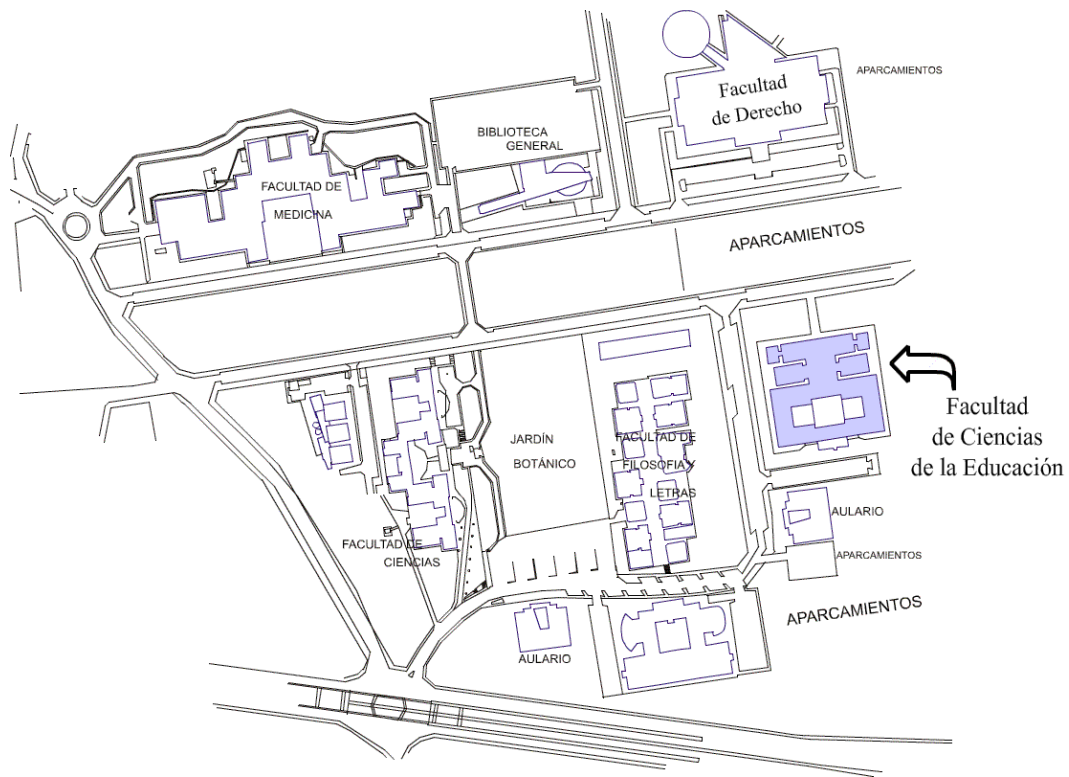 APARCAMIENTOS
Facultad
de Derecho
BIBLIOTECA
GENERAL
FACULTAD DE
MEDICINA
APARCAMIENTOS
Facultad
de Ciencias
de la Educación
JARDÍN
BOTÁNICO
FACULTAD DE
FILOSOFIA Y
LETRAS
AULARIO
FACULTAD DE
CIENCIAS
APARCAMIENTOS
APARCAMIENTOS
AULARIO